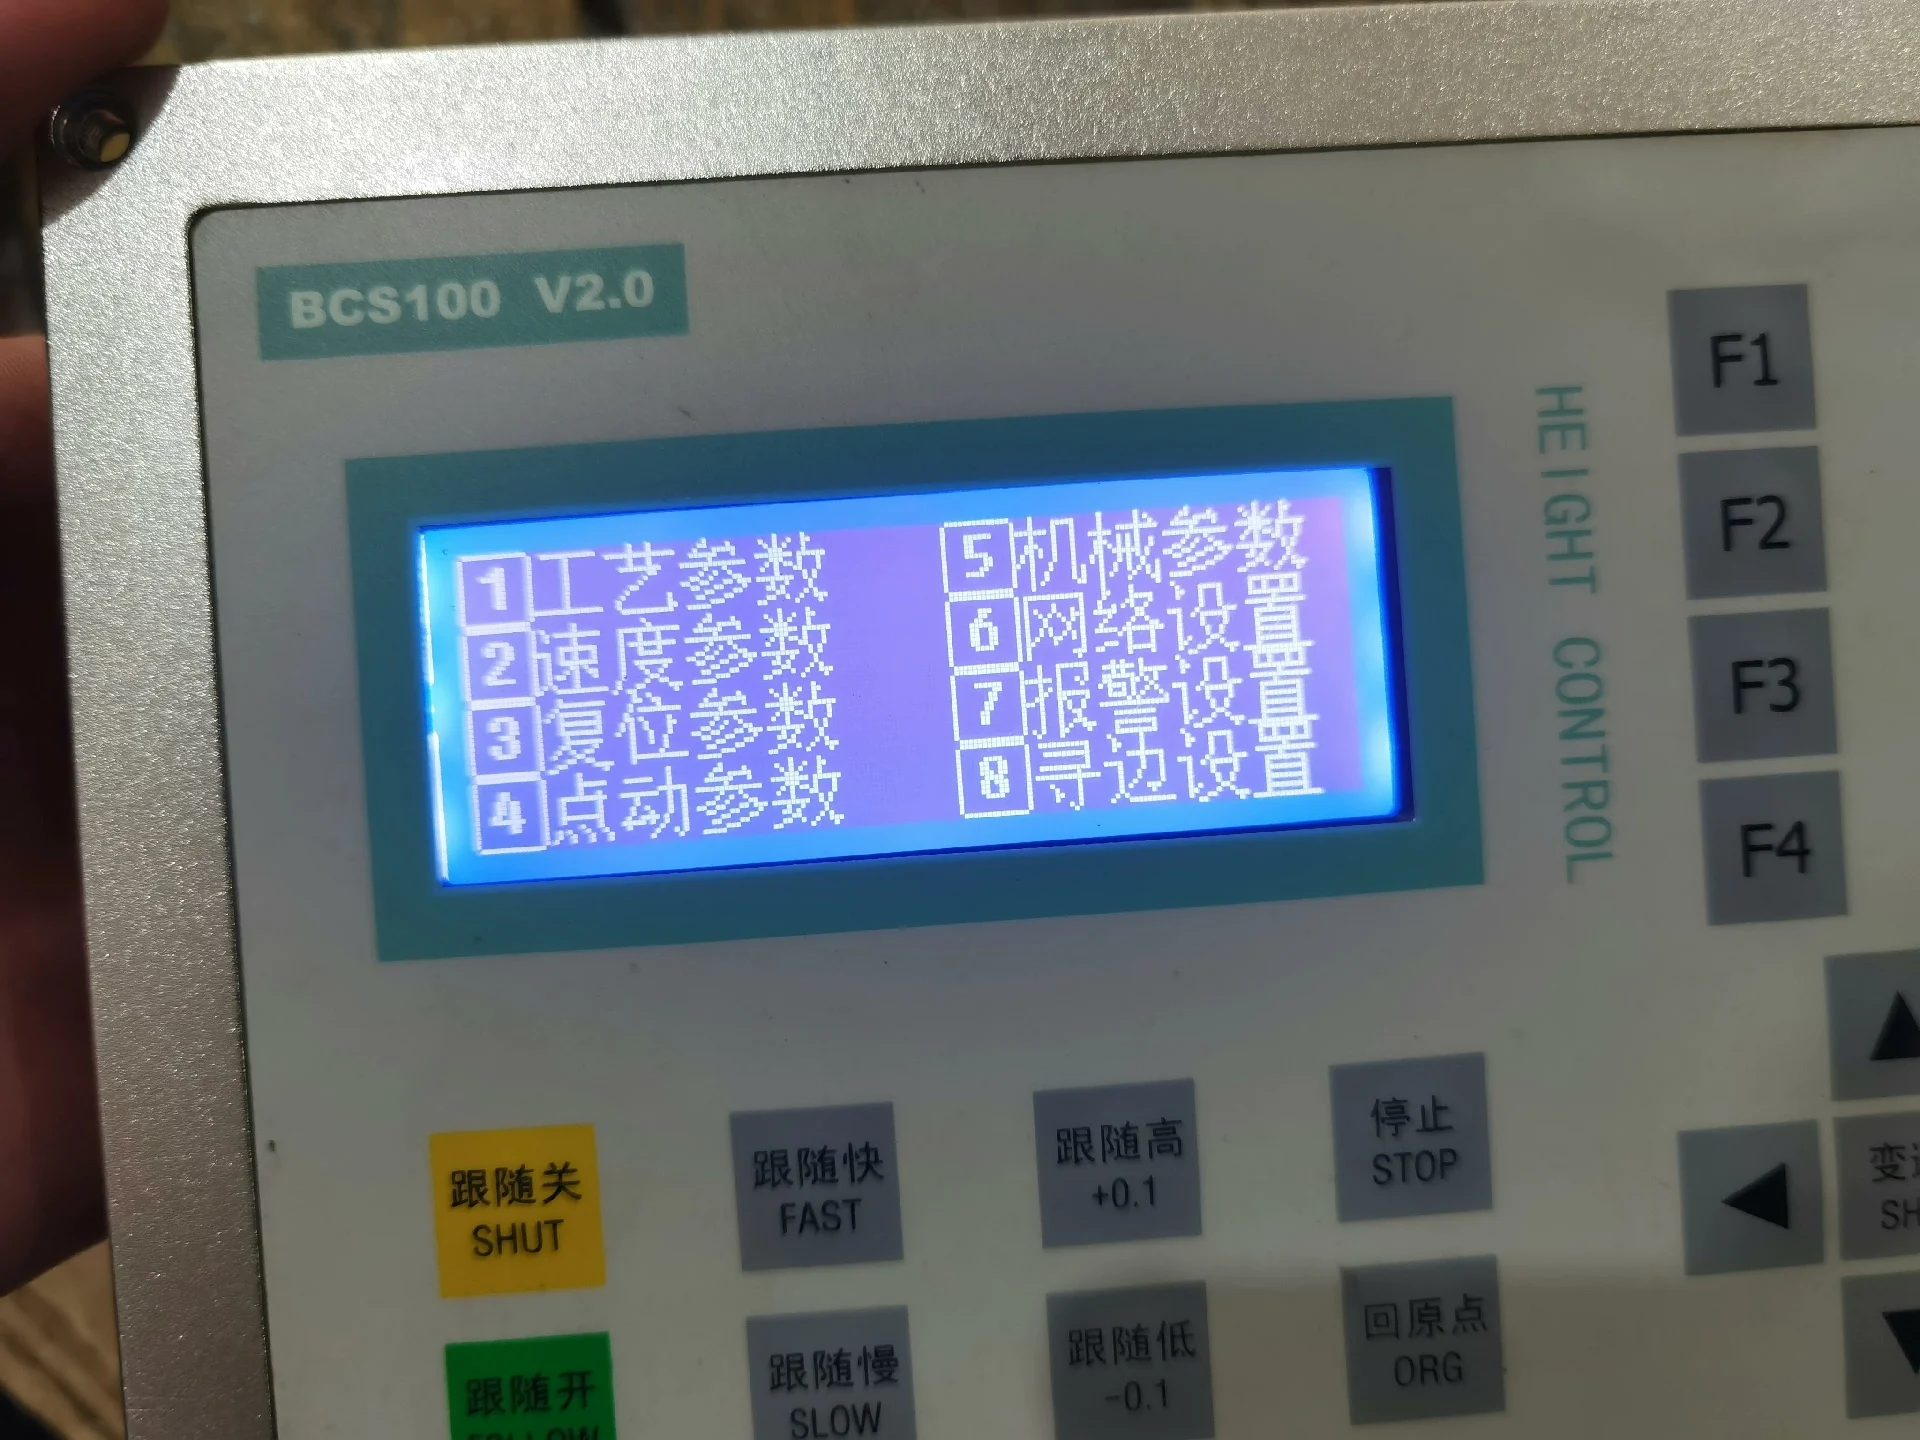 BCS100 V2.0
1工艺参数
2速度参数
3复位参数
4点动参数
5机械参数
6网络设置
7报警设置
8寻边设置
HEIGHT CONTROL
F1
F2
F3
F4
跟随关
SHUT
跟随快
FAST
跟随高
+0.1
停止
STOP
变
SH
跟随开
FOLLOW
跟随慢
SLOW
跟随低
-0.1
回原点
ORG